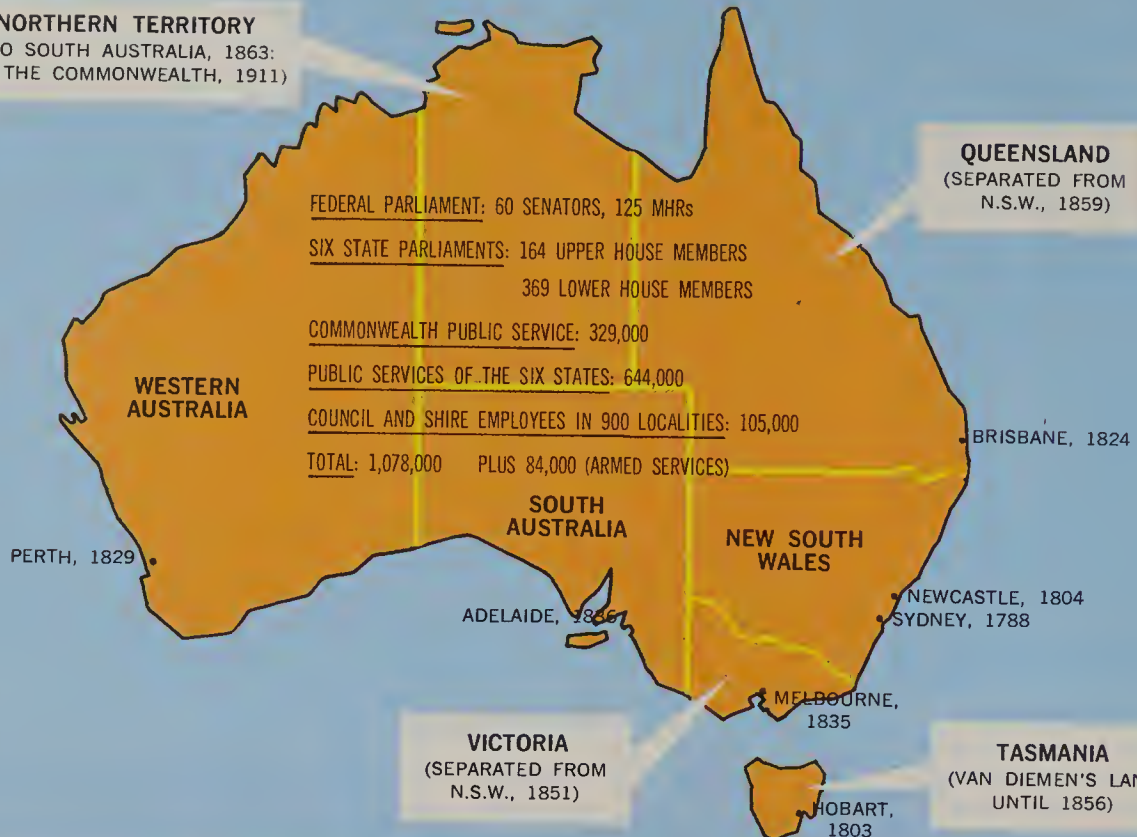 NORTHERN TERRITORY
TO SOUTH AUSTRALIA, 1863:
THE COMMONWEALTH, 1911)
QUEENSLAND
(SEPARATED FROM
N.S.W., 1859)
FEDERAL PARLIAMENT: 60 SENATORS, 125 MHRs
SIX STATE PARLIAMENTS: 164 UPPER HOUSE MEMBERS
369 LOWER HOUSE MEMBERS
COMMONWEALTH PUBLIC SERVICE: 329,000
PUBLIC SERVICES OF THE SIX STATES: 644,000
COUNCIL AND SHIRE EMPLOYEES IN 900 LOCALITIES: 105,000
TOTAL: 1,078,000 PLUS 84,000 (ARMED SERVICES)
WESTERN
AUSTRALIA
BRISBANE, 1824
SOUTH
AUSTRALIA
NEW SOUTH
WALES
PERTH, 1829
ADELAIDE, 1836
NEWCASTLE, 1804
SYDNEY, 1788
MELBOURNE,
1835
VICTORIA
(SEPARATED FROM
N.S.W., 1851)
TASMANIA
(VAN DIEMEN'S LAN
UNTIL 1856)
HOBART,
1803